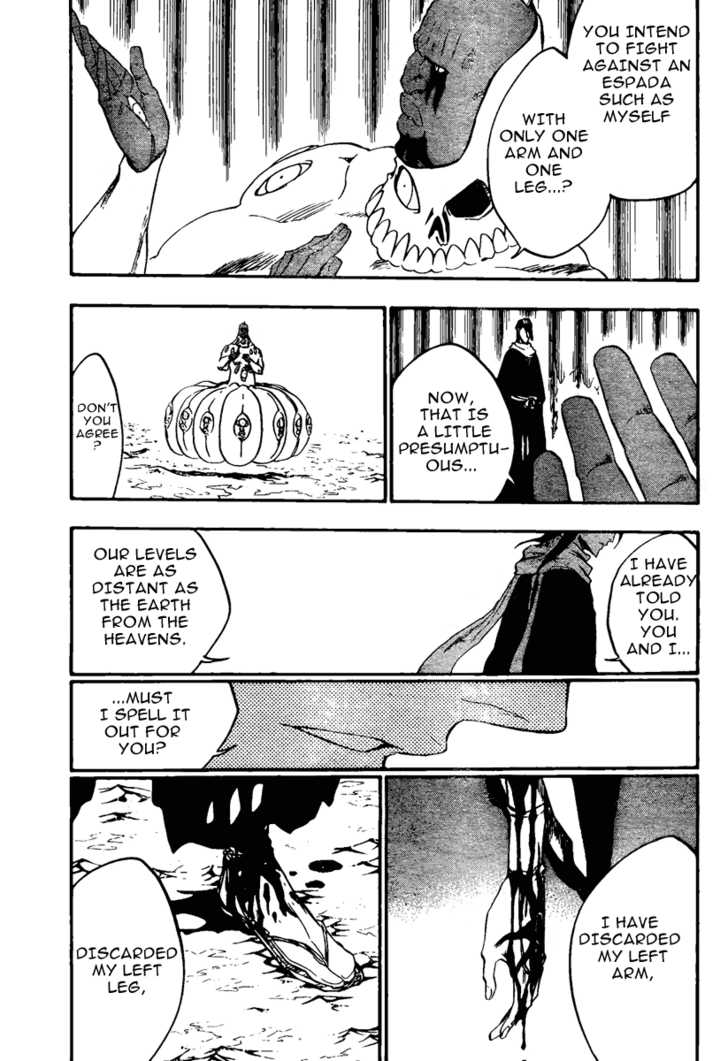 YOU INTEND
TO FIGHT
AGAINST AN
ESPADA
SUCH AS
MYSELF
WITH
ONLY ONE
ARM AND
ONE
LEG...?
NOW,
THAT IS
A LITTLE
PRESUMPTU-
OUS...
DON'T
YOU
AGREE
?
I HAVE
ALREADY
TOLD
YOU.
YOU
AND I...
OUR LEVELS
ARE AS
DISTANT AS
THE EARTH
FROM THE
HEAVENS.
...MUST
I SPELL IT
OUT FOR
YOU?
I HAVE
DISCARDED
MY LEFT
ARM,
DISCARDED
MY LEFT
LEG,